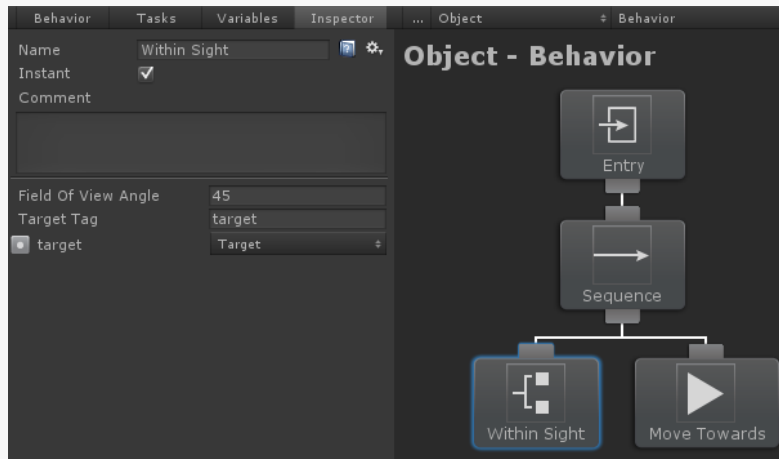 Behavior Tasks Variables Inspector
... Object Behavior
Name Within Sight
Instant
Comment
Field Of View Angle 45
Target Tag target
target Target
Object - Behavior
Entry
Sequence
Within Sight
Move Towards